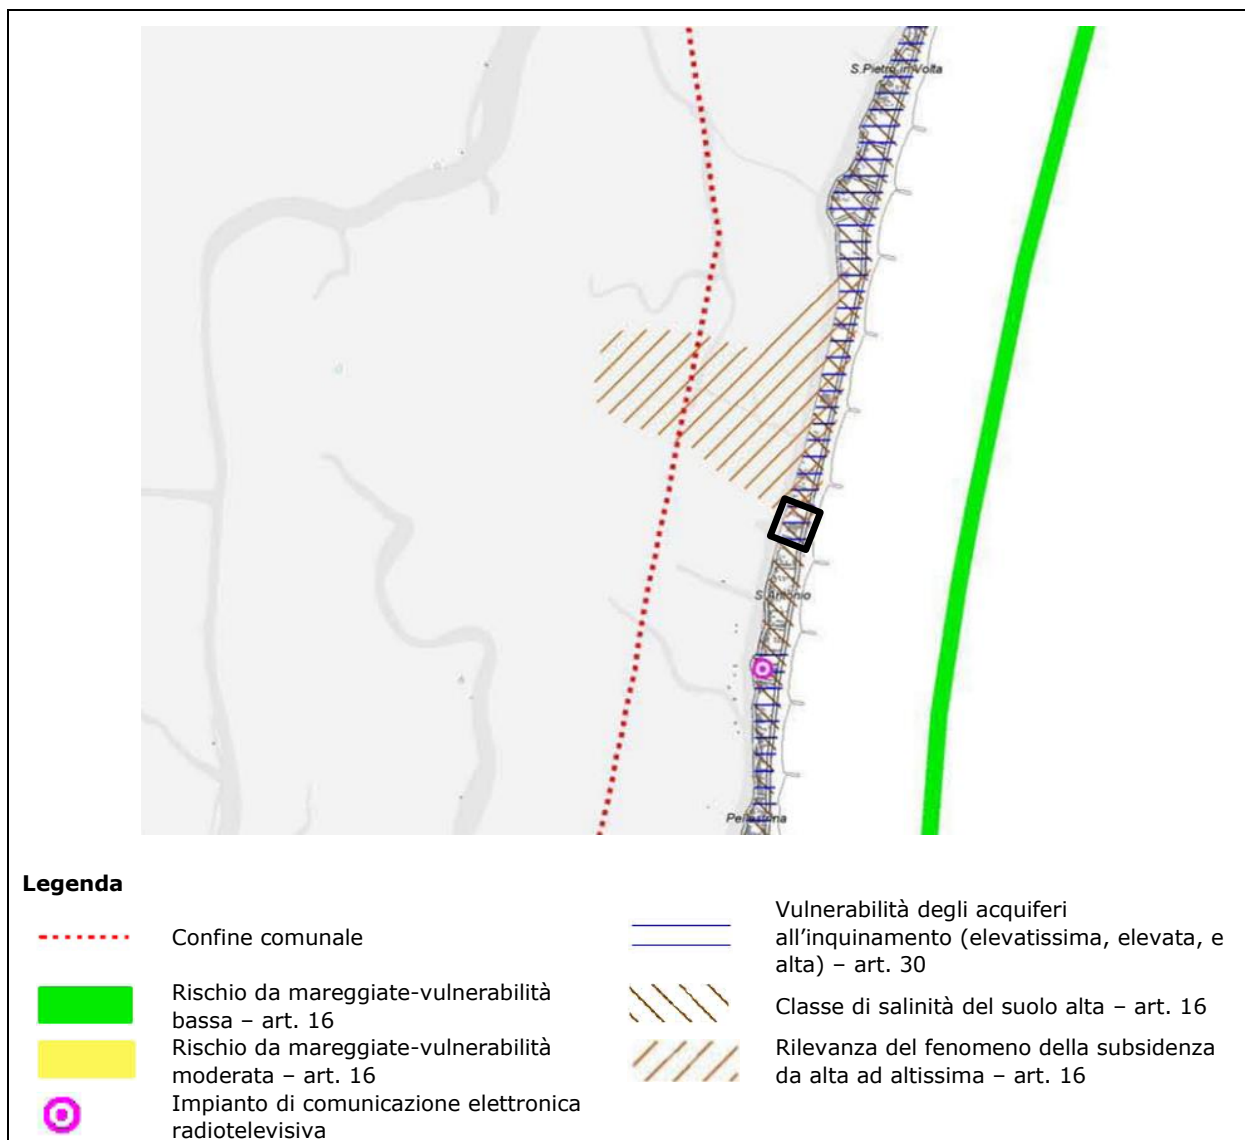 S.Pietro in Volta
S.Antonio
Pellestrina
Legenda
Confine comunale
Rischio da mareggiate-vulnerabilità
bassa – art. 16
Rischio da mareggiate-vulnerabilità
moderata – art. 16
Impianto di comunicazione elettronica
radiotelevisiva
Vulnerabilità degli acquiferi
all’inquinamento (elevatissima, elevata, e
alta) – art. 30
Classe di salinità del suolo alta – art. 16
Rilevanza del fenomeno della subsidenza
da alta ad altissima – art. 16